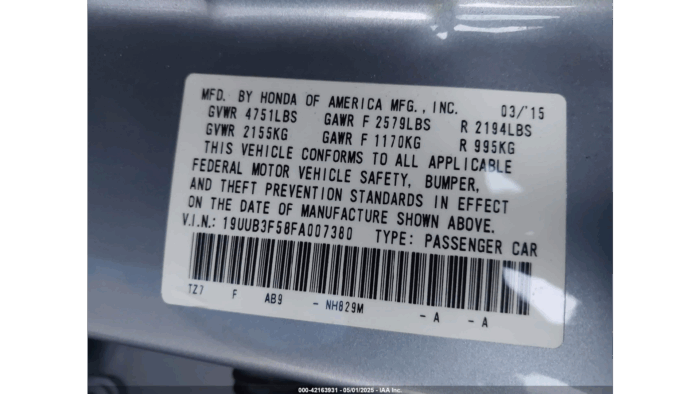 MFD. BY HONDA OF AMERICA MFG., INC. 03/'15
GVWR 4751LBS GAWR F 2579LBS R 2194LBS
GVWR 2155KG GAWR F 1170KG R 995KG
THIS VEHICLE CONFORMS TO ALL APPLICABLE
FEDERAL MOTOR VEHICLE SAFETY, BUMPER,
AND THEFT PREVENTION STANDARDS IN EFFECT
ON THE DATE OF MANUFACTURE SHOWN ABOVE.
V.I.N.: 19UUB3F58FA007380 TYPE: PASSENGER CAR
TZ7 F AB9 - NH829M - A - A
000-42163931 - 05/01/2025 - IAA Inc.